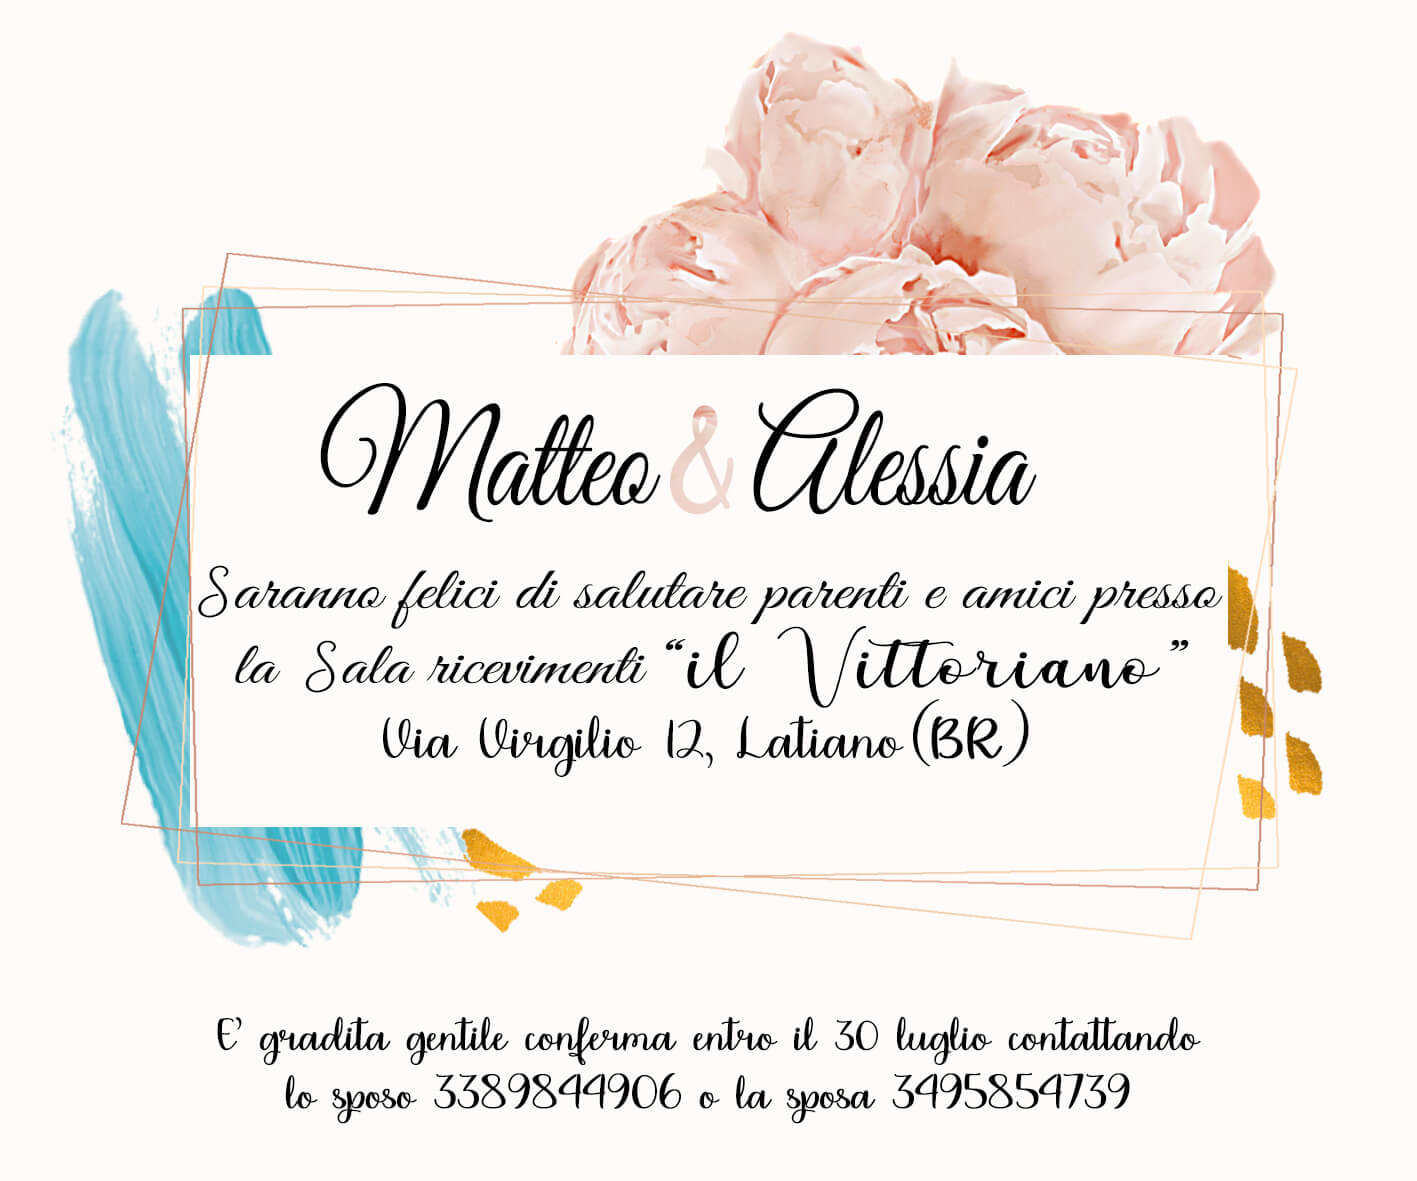 Matteo & Alessia
Saranno felici di salutare parenti e amici presso
la Sala ricevimenti “il Vittoriano”
Via Virgilio 12, Latiano (BR)
E' gradita gentile conferma entro il 30 luglio contattando
lo sposo 3389844906 o la sposa 3495854739